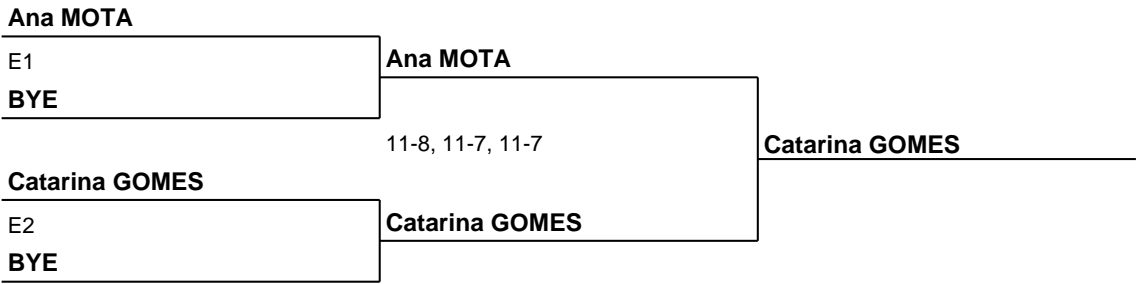 Ana MOTA
E1
Ana MOTA
BYE
11-8, 11-7, 11-7
Catarina GOMES
Catarina GOMES
E2
Catarina GOMES
BYE